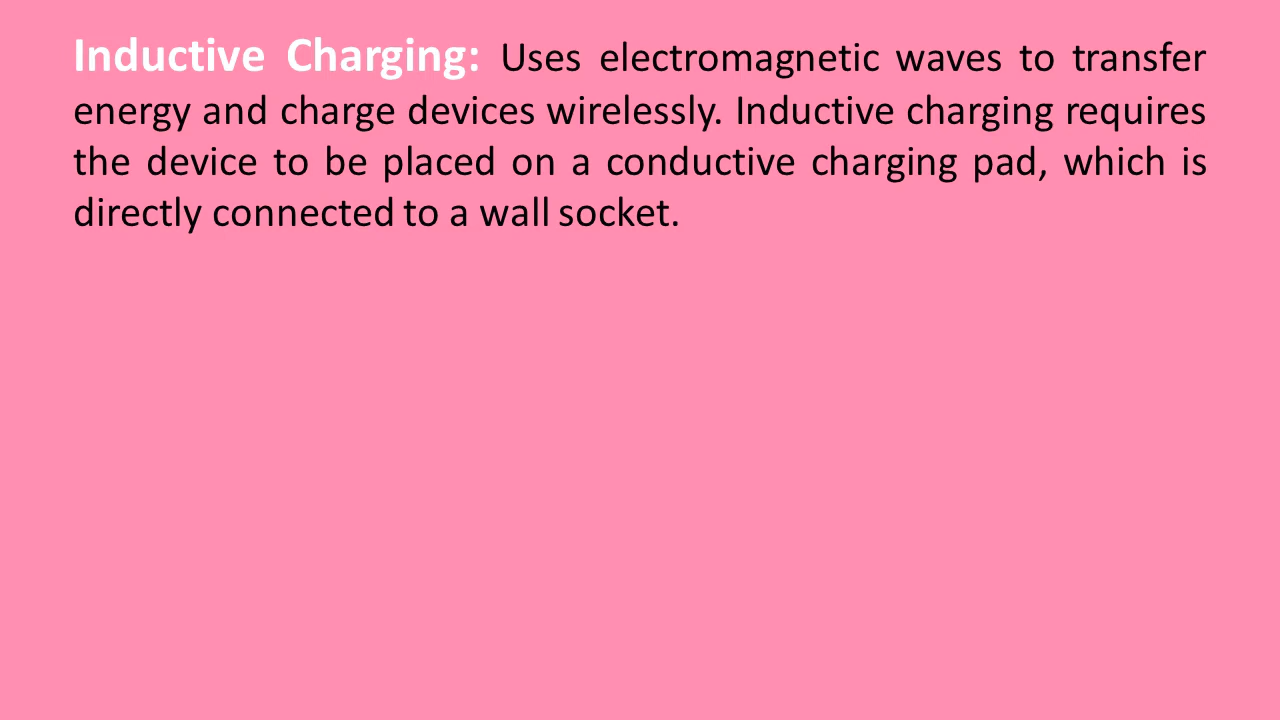 Inductive Charging: Uses electromagnetic waves to transfer
energy and charge devices wirelessly. Inductive charging requires
the device to be placed on a conductive charging pad, which is
directly connected to a wall socket.